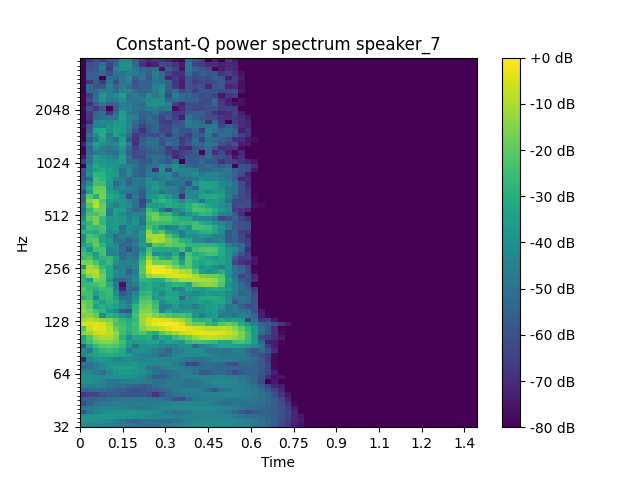 Constant-Q power spectrum speaker_7
Hz
2048
1024
512
256
128
64
32
0 0.15 0.3 0.45 0.6 0.75 0.9 1.1 1.2 1.4
Time
+0 dB
-10 dB
-20 dB
-30 dB
-40 dB
-50 dB
-60 dB
-70 dB
-80 dB